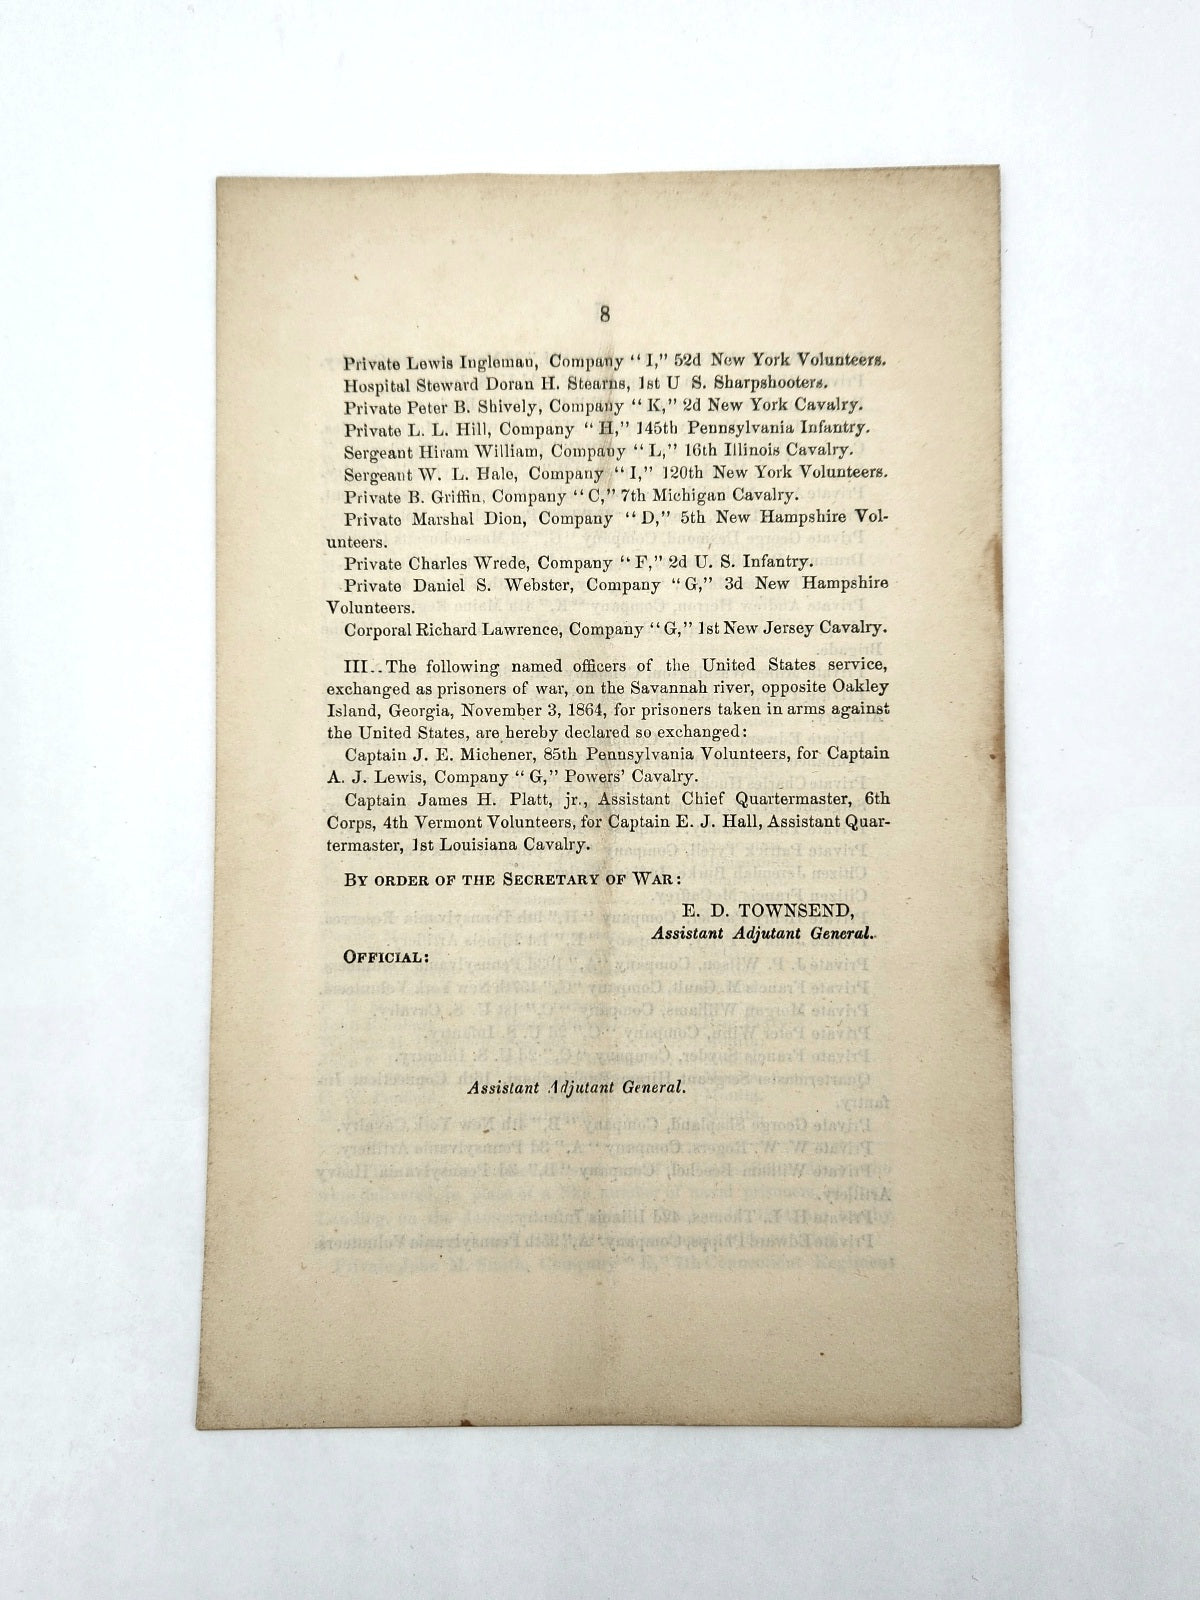 8
Private Lewis Ingleman, Company "I," 52d New York Volunteers.
Hospital Steward Doran H. Stearns, 1st U S. Sharpshooters.
Private Peter B. Shively, Company "K," 2d New York Cavalry.
Private L. L. Hill, Company "H," 145th Pennsylvania Infantry.
Sergeant Hiram William, Company "L," 16th Illinois Cavalry.
Sergeant W. L. Hale, Company "I," 120th New York Volunteers.
Private B. Griffin, Company "C," 7th Michigan Cavalry.
Private Marshal Dion, Company "D," 5th New Hampshire Vol-
unteers.
Private Charles Wrede, Company "F," 2d U. S. Infantry.
Private Daniel S. Webster, Company "G," 3d New Hampshire
Volunteers.
Corporal Richard Lawrence, Company "G," 1st New Jersey Cavalry.
III..The following named officers of the United States service,
exchanged as prisoners of war, on the Savannah river, opposite Oakley
Island, Georgia, November 3, 1864, for prisoners taken in arms against
the United States, are hereby declared so exchanged:
Captain J. E. Michener, 85th Pennsylvania Volunteers, for Captain
A. J. Lewis, Company "G," Powers' Cavalry.
Captain James H. Platt, jr., Assistant Chief Quartermaster, 6th
Corps, 4th Vermont Volunteers, for Captain E. J. Hall, Assistant Quar-
termaster, 1st Louisiana Cavalry.
BY ORDER OF THE SECRETARY OF WAR:
E. D. TOWNSEND,
Assistant Adjutant General.
OFFICIAL:
Assistant Adjutant General.